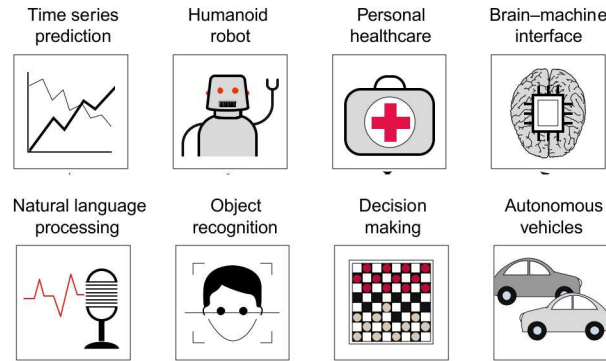 Time series
prediction
Humanoid
robot
Personal
healthcare
Brain–machine
interface
Natural language
processing
Object
recognition
Decision
making
Autonomous
vehicles